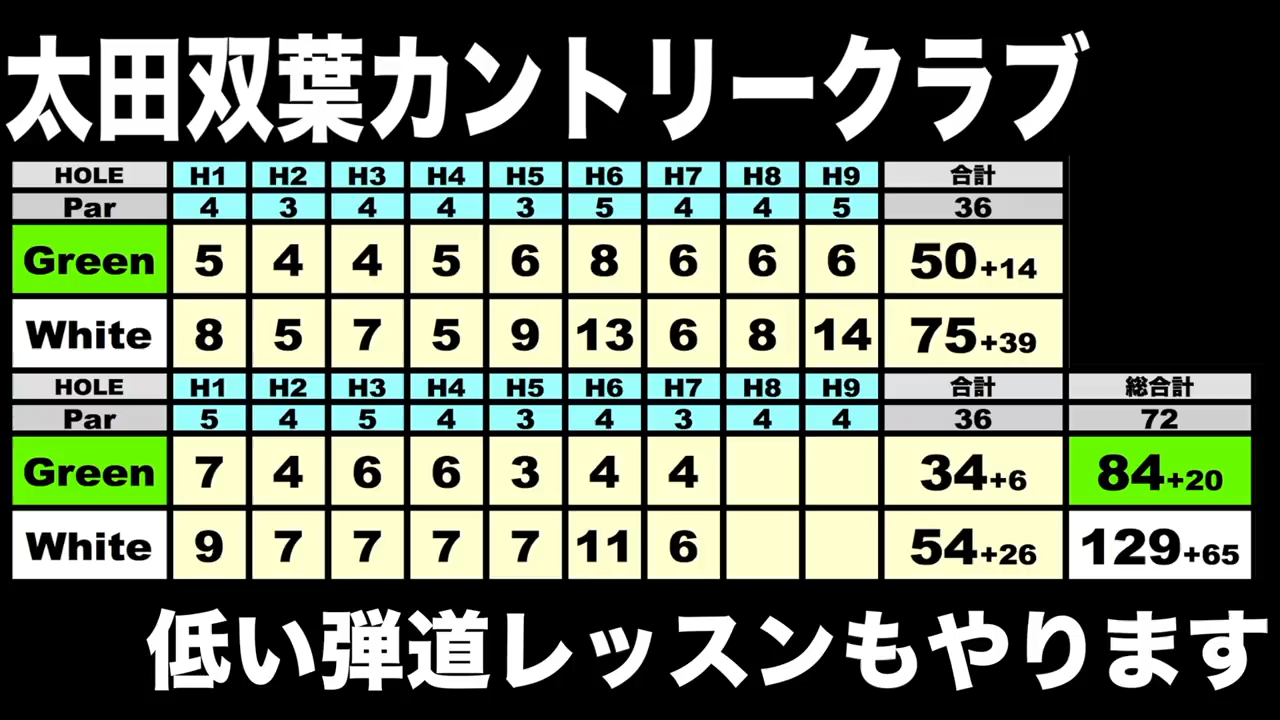 太田双葉カントリークラブ
HOLE H1 H2 H3 H4 H5 H6 H7 H8 H9 合計
Par 4 3 4 4 3 5 4 4 5 36
Green 5 4 4 5 6 8 6 6 6 50+14
White 8 5 7 5 9 13 6 8 14 75+39
HOLE H1 H2 H3 H4 H5 H6 H7 H8 H9 合計 総合計
Par 5 4 5 4 3 4 3 4 4 36 72
Green 7 4 6 6 3 4 4 34+6 84+20
White 9 7 7 7 7 11 6 54+26 129+65
低い弾道レッスンもやります